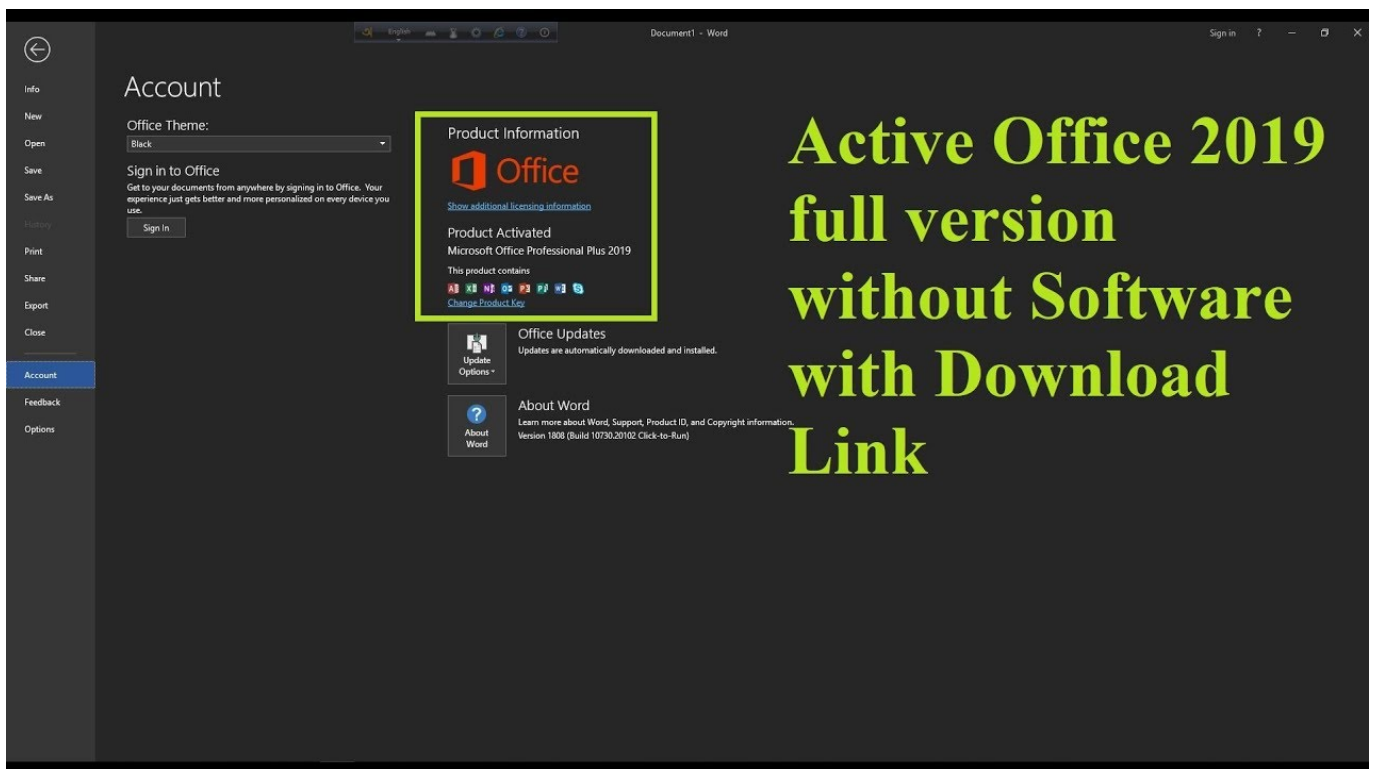 English
Document1 - Word
Sign in
?
Info
New
Open
Save
Save As
History
Print
Share
Export
Close
Account
Feedback
Options
Account
Office Theme:
Black
Sign in to Office
Get to your documents from anywhere by signing in to Office. Your
experience just gets better and more personalized on every device you
use.
Sign In
Product Information
Office
Show additional licensing information
Product Activated
Microsoft Office Professional Plus 2019
This product contains
Change Product Key
Update
Options
Office Updates
Updates are automatically downloaded and installed.
About
Word
About Word
Learn more about Word, Support, Product ID, and Copyright information.
Version 1808 (Build 10730.20102 Click-to-Run)
Active Office 2019
full version
without Software
with Download
Link